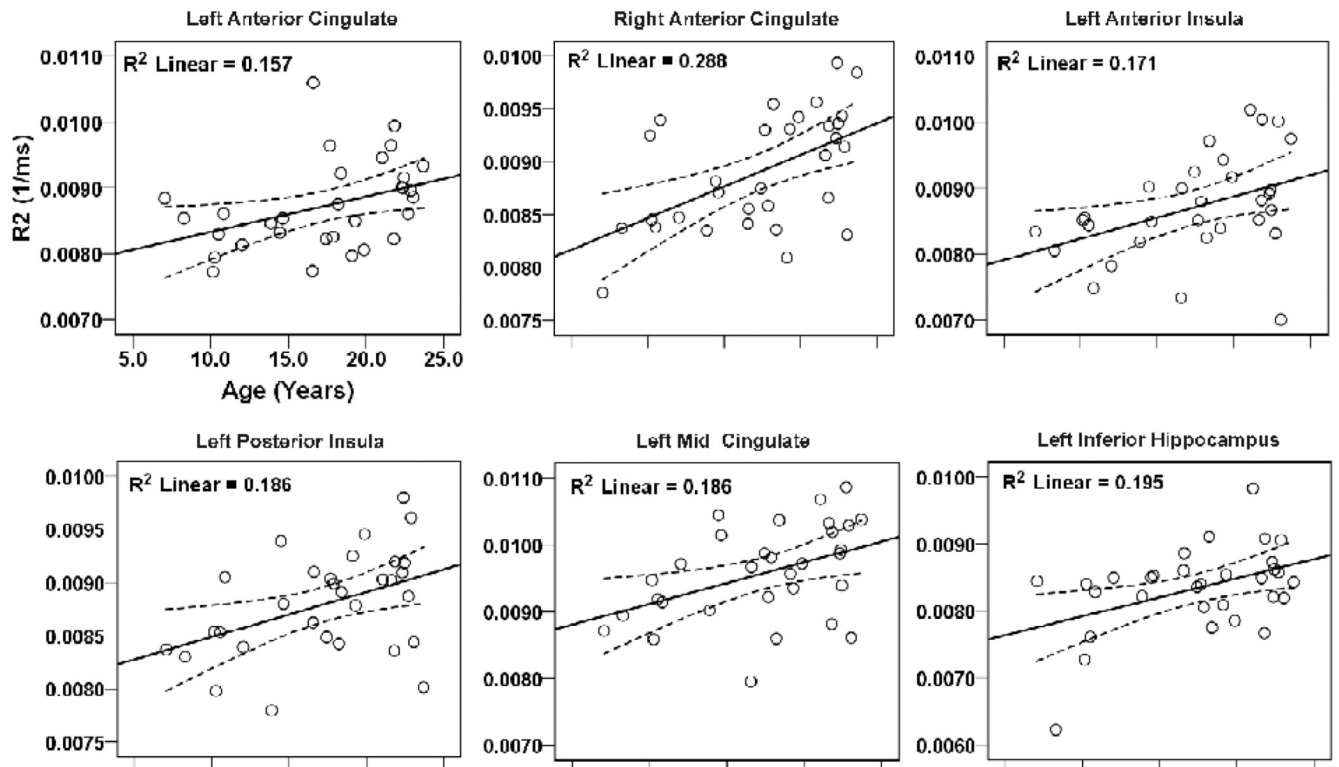 Left Anterior Cingulate
R² Linear = 0.157
0.0110
0.0100
0.0090
0.0080
0.0070
R2 (1/ms)
5.0 10.0 15.0 20.0 25.0
Age (Years)
Right Anterior Cingulate
R² Linear = 0.288
0.0100
0.0095
0.0090
0.0085
0.0080
0.0075
Left Anterior Insula
R² Linear = 0.171
0.0110
0.0100
0.0090
0.0080
0.0070
Left Posterior Insula
R² Linear = 0.186
0.0100
0.0095
0.0090
0.0085
0.0080
0.0075
Left Mid Cingulate
R² Linear = 0.186
0.0110
0.0100
0.0090
0.0080
0.0070
Left Inferior Hippocampus
R² Linear = 0.195
0.0100
0.0090
0.0080
0.0070
0.0060